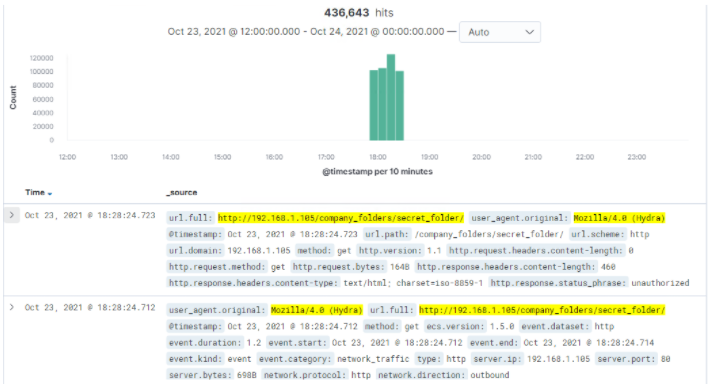 436,643 hits
Oct 23, 2021 @ 12:00:00.000 - Oct 24, 2021 @ 00:00:00.000 — Auto
Count
120000
100000
80000
60000
40000
20000
0
12:00 13:00 14:00 15:00 16:00 17:00 18:00 19:00 20:00 21:00 22:00 23:00
@timestamp per 10 minutes
Time _source
Oct 23, 2021 @ 18:28:24.723 url.full: http://192.168.1.105/company_folders/secret_folder/ user_agent.original: Mozilla/4.0 (Hydra)
@timestamp: Oct 23, 2021 @ 18:28:24.723 url.path: /company_folders/secret_folder/ url.scheme: http
url.domain: 192.168.1.105 method: get http.version: 1.1 http.request.headers.content-length: 0
http.request.method: get http.request.bytes: 164B http.response.headers.content-length: 460
http.response.headers.content-type: text/html; charset=iso-8859-1 http.response.status_phrase: unauthorized
Oct 23, 2021 @ 18:28:24.712 user_agent.original: Mozilla/4.0 (Hydra) url.full: http://192.168.1.105/company_folders/secret_folder/
@timestamp: Oct 23, 2021 @ 18:28:24.712 method: get ecs.version: 1.5.0 event.dataset: http
event.duration: 1.2 event.start: Oct 23, 2021 @ 18:28:24.712 event.end: Oct 23, 2021 @ 18:28:24.714
event.kind: event event.category: network_traffic type: http server.ip: 192.168.1.105 server.port: 80
server.bytes: 698B network.protocol: http network.direction: outbound